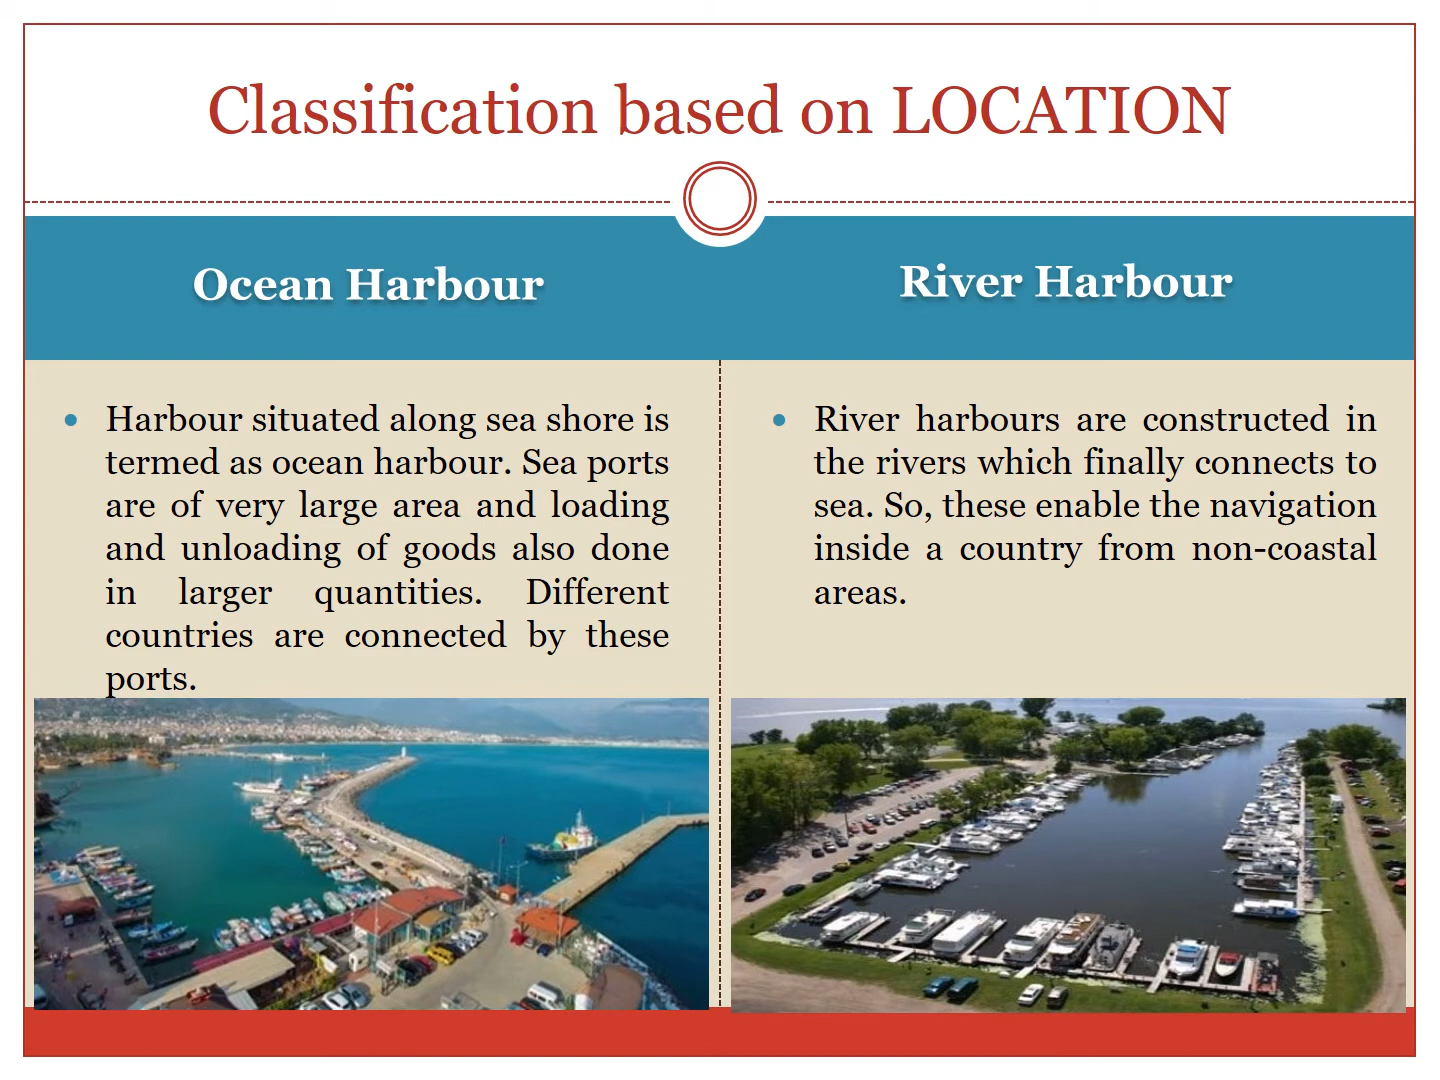 Classification based on LOCATION
Ocean Harbour
River Harbour
Harbour situated along sea shore is
termed as ocean harbour. Sea ports
are of very large area and loading
and unloading of goods also done
in larger quantities. Different
countries are connected by these
ports.
River harbours are constructed in
the rivers which finally connects to
sea. So, these enable the navigation
inside a country from non-coastal
areas.